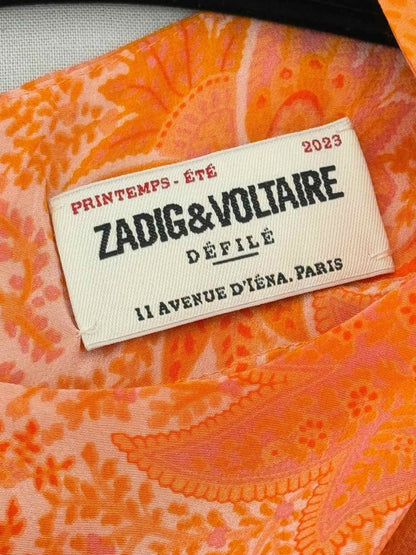 PRINTEMPS - ÉTÉ 2023
ZADIG&VOLTAIRE
DÉFILÉ
11 AVENUE D'IÉNA. PARIS